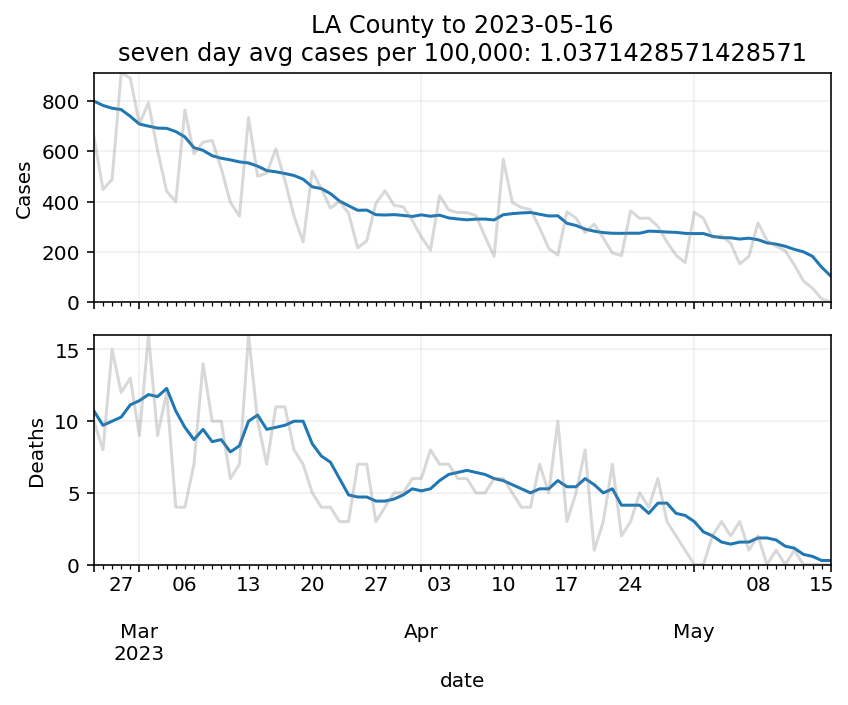 LA County to 2023-05-16
seven day avg cases per 100,000: 1.0371428571428571
800
600
400
200
0
Cases
15
10
5
0
Deaths
27 06 13 20 27 03 10 17 24 08 15
Mar Apr May
2023
date